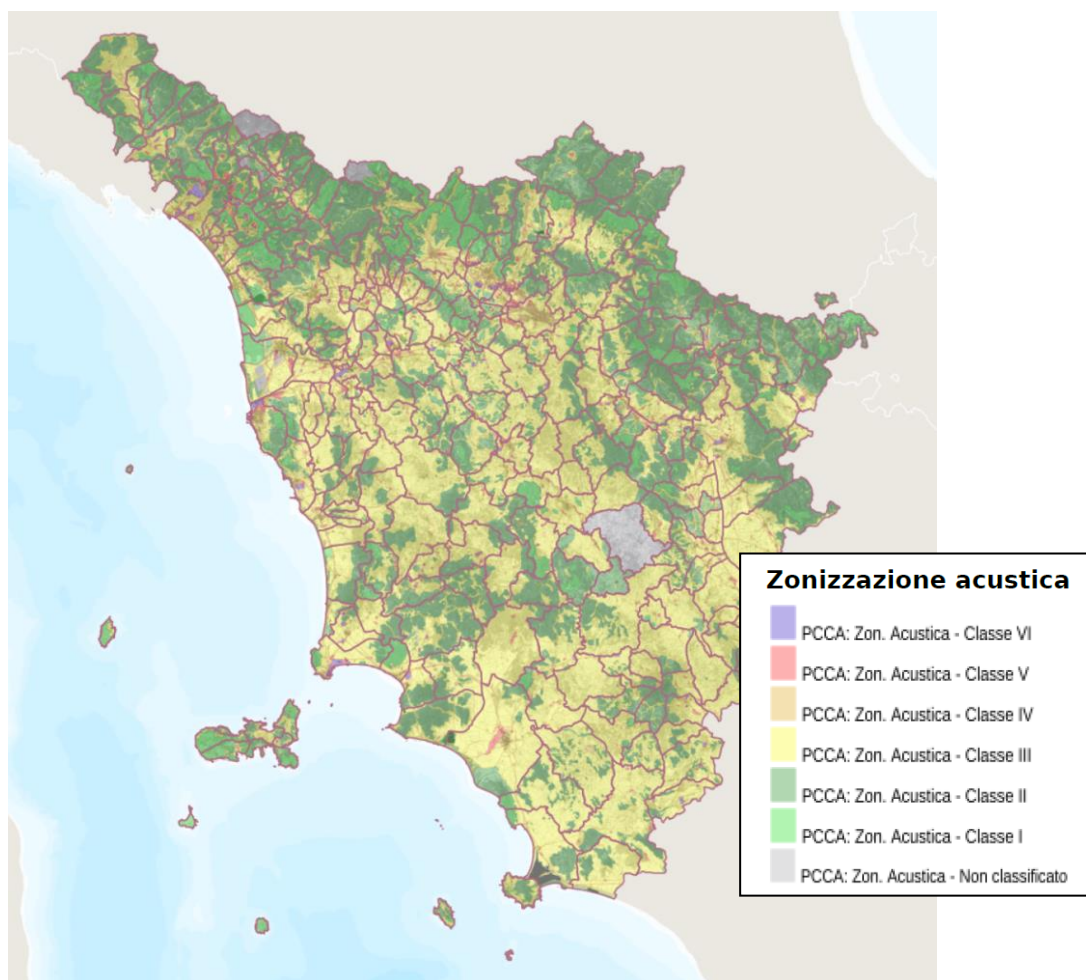 Zonizzazione acustica
PCCA: Zon. Acustica - Classe VI
PCCA: Zon. Acustica - Classe V
PCCA: Zon. Acustica - Classe IV
PCCA: Zon. Acustica - Classe III
PCCA: Zon. Acustica - Classe II
PCCA: Zon. Acustica - Classe I
PCCA: Zon. Acustica - Non classificato